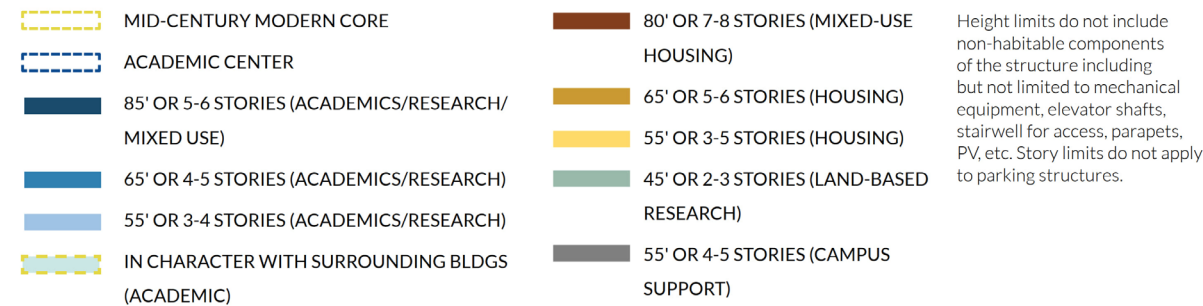 MID-CENTURY MODERN CORE
ACADEMIC CENTER
85' OR 5-6 STORIES (ACADEMICS/RESEARCH/
MIXED USE)
65' OR 4-5 STORIES (ACADEMICS/RESEARCH)
55' OR 3-4 STORIES (ACADEMICS/RESEARCH)
IN CHARACTER WITH SURROUNDING BLDGS
(ACADEMIC)
80' OR 7-8 STORIES (MIXED-USE
HOUSING)
65' OR 5-6 STORIES (HOUSING)
55' OR 3-5 STORIES (HOUSING)
45' OR 2-3 STORIES (LAND-BASED
RESEARCH)
55' OR 4-5 STORIES (CAMPUS
SUPPORT)
Height limits do not include
non-habitable components
of the structure including
but not limited to mechanical
equipment, elevator shafts,
stairwell for access, parapets,
PV, etc. Story limits do not apply
to parking structures.